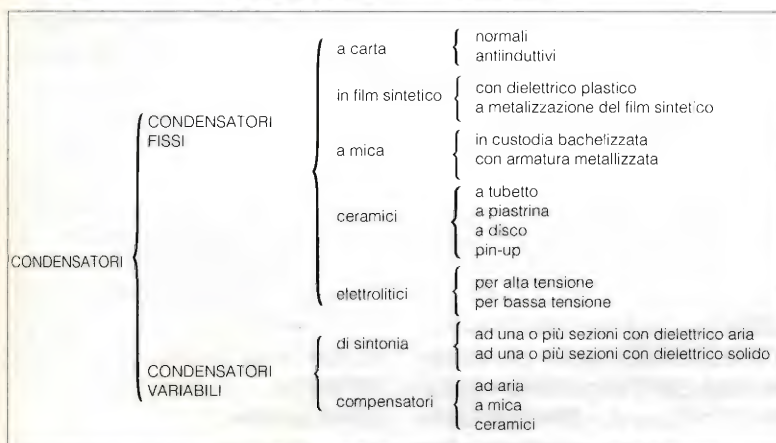 a carta
normali
antiinduttivi
in film sintetico
con dielettrico plastico
a metalizzazione del film sintetico
CONDENSATORI
FISSI
a mica
in custodia bachelizzata
con armatura metallizzata
ceramici
a tubetto
a piastrina
a disco
pin-up
CONDENSATORI
elettrolitici
per alta tensione
per bassa tensione
di sintonia
ad una o più sezioni con dielettrico aria
ad una o più sezioni con dielettrico solido
CONDENSATORI
VARIABILI
compensatori
ad aria
a mica
ceramici